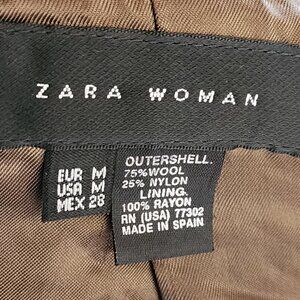 ZARA WOMAN
EUR M
USA M
MEX 28
OUTERSHELL.
75%WOOL
25% NYLON
LINING.
100% RAYON
RN (USA) 77302
MADE IN SPAIN